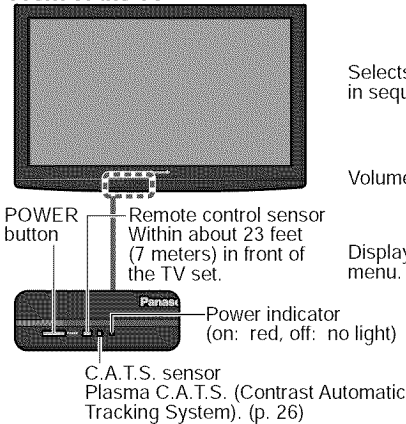 Selects
in sequ
Volume
POWER
button
Remote control sensor
Within about 23 feet
(7 meters) in front of
the TV set.
Display
menu.
Panaso
Power indicator
(on: red, off: no light)
C.A.T.S. sensor
Plasma C.A.T.S. (Contrast Automatic
Tracking System). (p. 26)